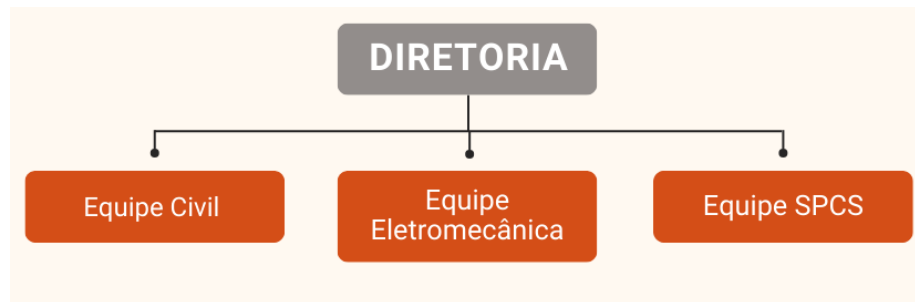 DIRETORIA
Equipe Civil
Equipe
Eletromecânica
Equipe SPCS